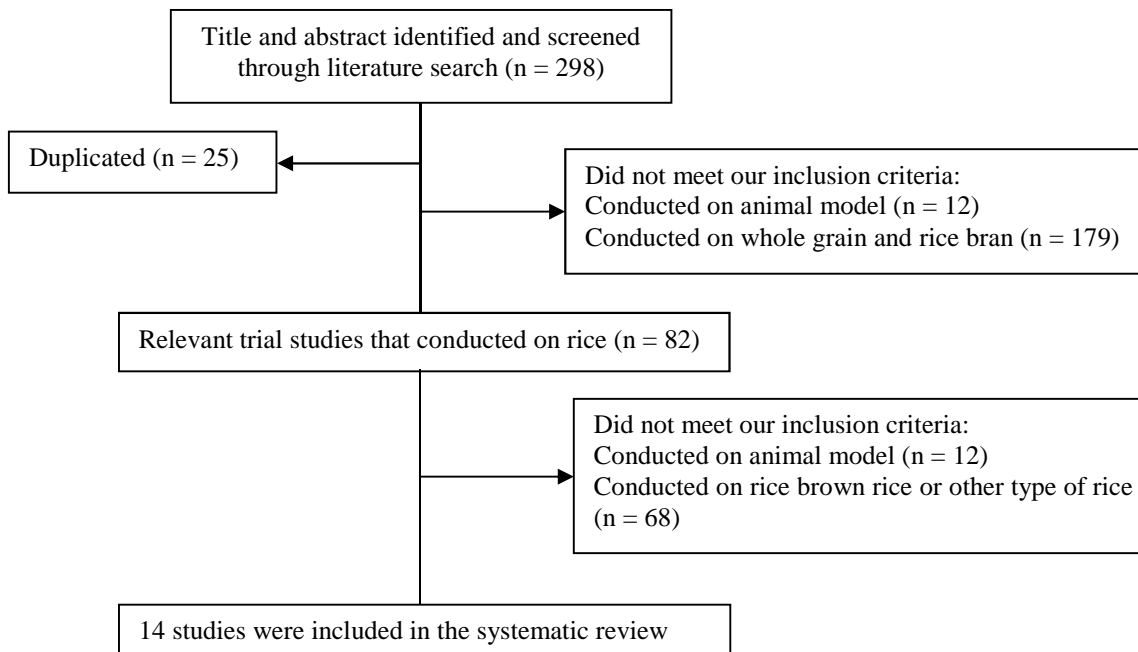 Title and abstract identified and screened
through literature search (n = 298)
Duplicated (n = 25)
Did not meet our inclusion criteria:
Conducted on animal model (n = 12)
Conducted on whole grain and rice bran (n = 179)
Relevant trial studies that conducted on rice (n = 82)
Did not meet our inclusion criteria:
Conducted on animal model (n = 12)
Conducted on rice brown rice or other type of rice
(n = 68)
14 studies were included in the systematic review